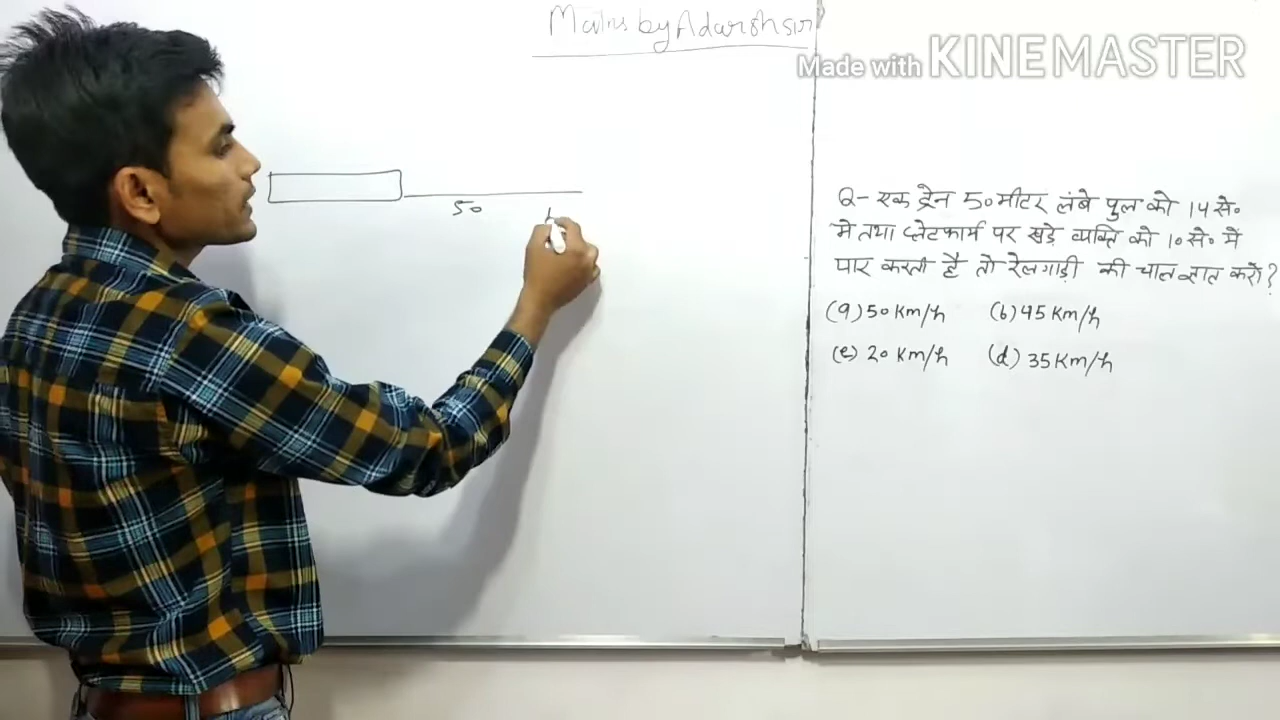 Maths by Adarsh sir
Made with KINEMASTER
Q- एक ट्रेन 50 मीटर लंबे पुल को 14 से०
मे तथा प्लेटफार्म पर खड़े व्यक्ति को 10 से० मे
पार करती है तो रेलगाड़ी की चाल ज्ञात करो?
(a) 50 Km/h (b) 45 Km/h
(c) 20 Km/h (d) 35 Km/h
50
1